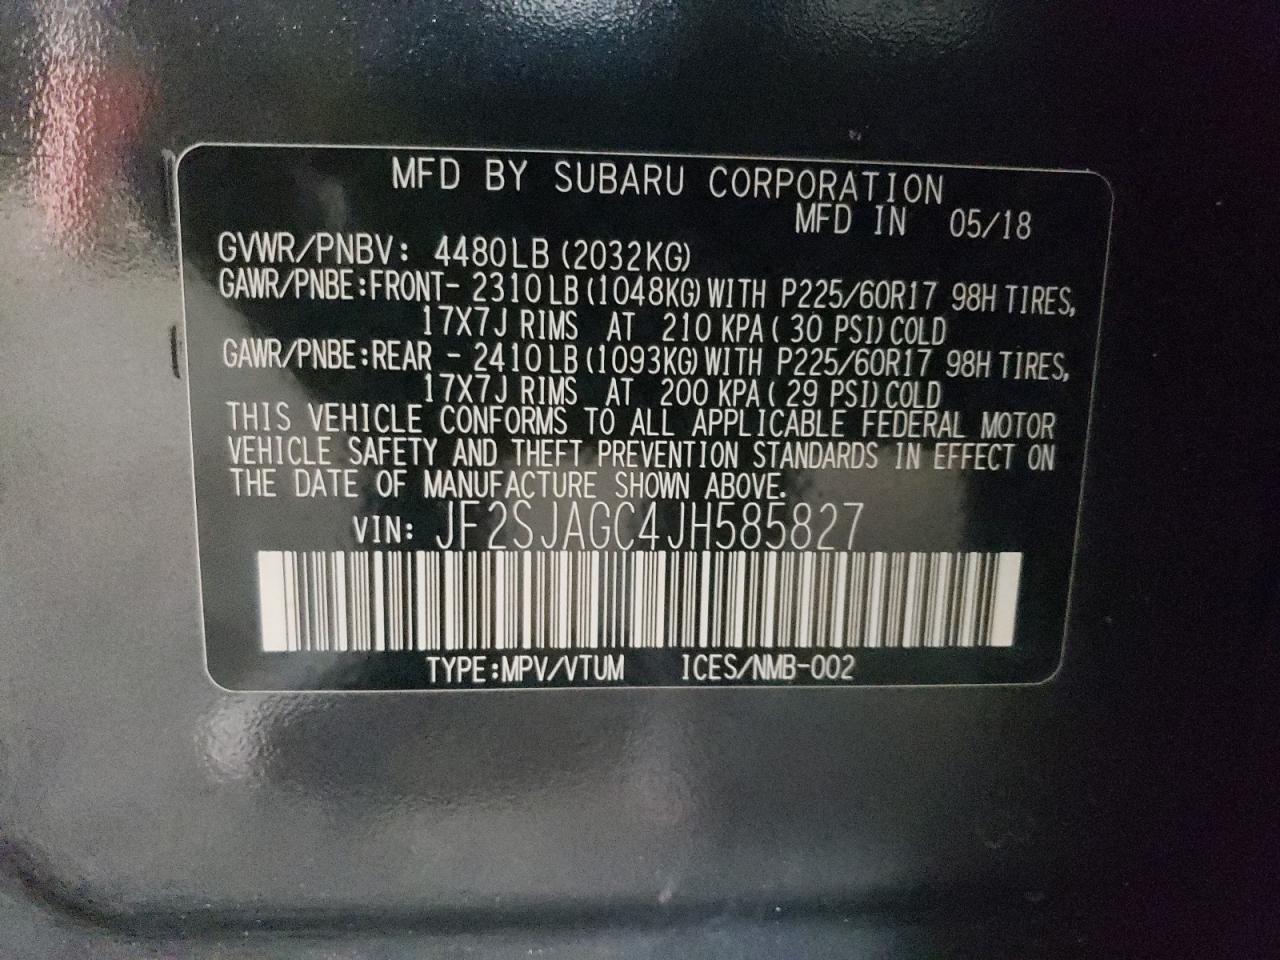 MFD BY SUBARU CORPORATION
MFD IN 05/18
GVWR/PNBV: 4480LB (2032KG)
GAWR/PNBE:FRONT- 2310LB (1048KG) WITH P225/60R17 98H TIRES,
17X7J RIMS AT 210 KPA ( 30 PSI) COLD
GAWR/PNBE:REAR - 2410LB (1093KG) WITH P225/60R17 98H TIRES,
17X7J RIMS AT 200 KPA ( 29 PSI) COLD
THIS VEHICLE CONFORMS TO ALL APPLICABLE FEDERAL MOTOR
VEHICLE SAFETY AND THEFT PREVENTION STANDARDS IN EFFECT ON
THE DATE OF MANUFACTURE SHOWN ABOVE.
VIN: JF2SJAGC4JH585827
TYPE:MPV/VTUM ICES/NMB-002